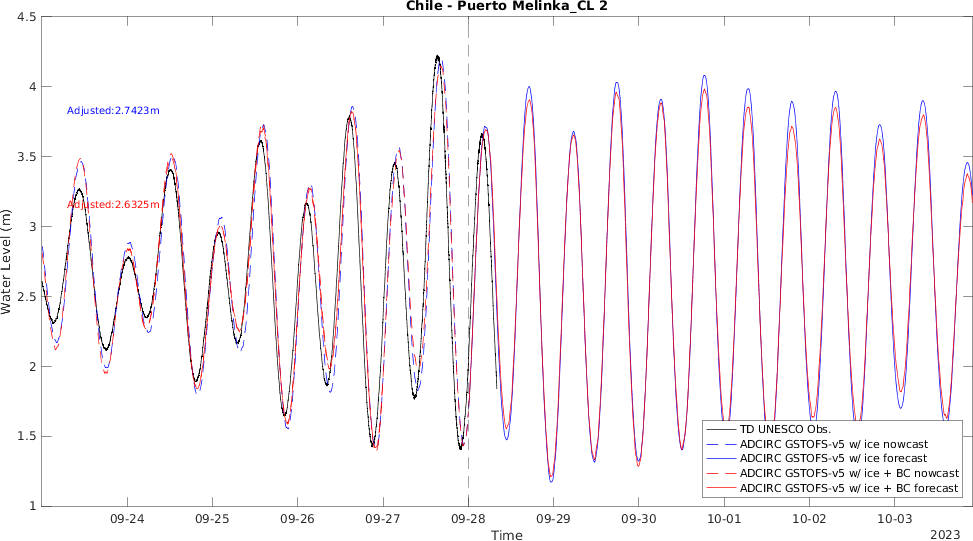 Chile - Puerto Melinka_CL 2
4.5
4
3.5
3
2.5
2
1.5
1
Water Level (m)
Adjusted:2.7423m
Adjusted:2.6325m
TD UNESCO Obs.
ADCIRC GSTOFS-v5 w/ ice nowcast
ADCIRC GSTOFS-v5 w/ ice forecast
ADCIRC GSTOFS-v5 w/ ice + BC nowcast
ADCIRC GSTOFS-v5 w/ ice + BC forecast
09-24 09-25 09-26 09-27 09-28 09-29 09-30 10-01 10-02 10-03
Time
2023